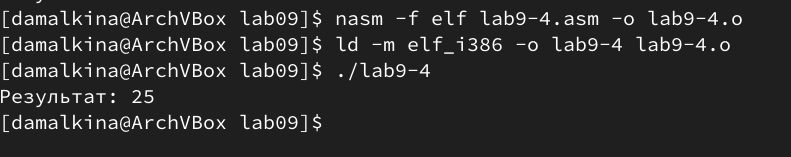 [damalkina@ArchVBox lab09]$ nasm -f elf lab9-4.asm -o lab9-4.o
[damalkina@ArchVBox lab09]$ ld -m elf_i386 -o lab9-4 lab9-4.o
[damalkina@ArchVBox lab09]$ ./lab9-4
Результат: 25
[damalkina@ArchVBox lab09]$